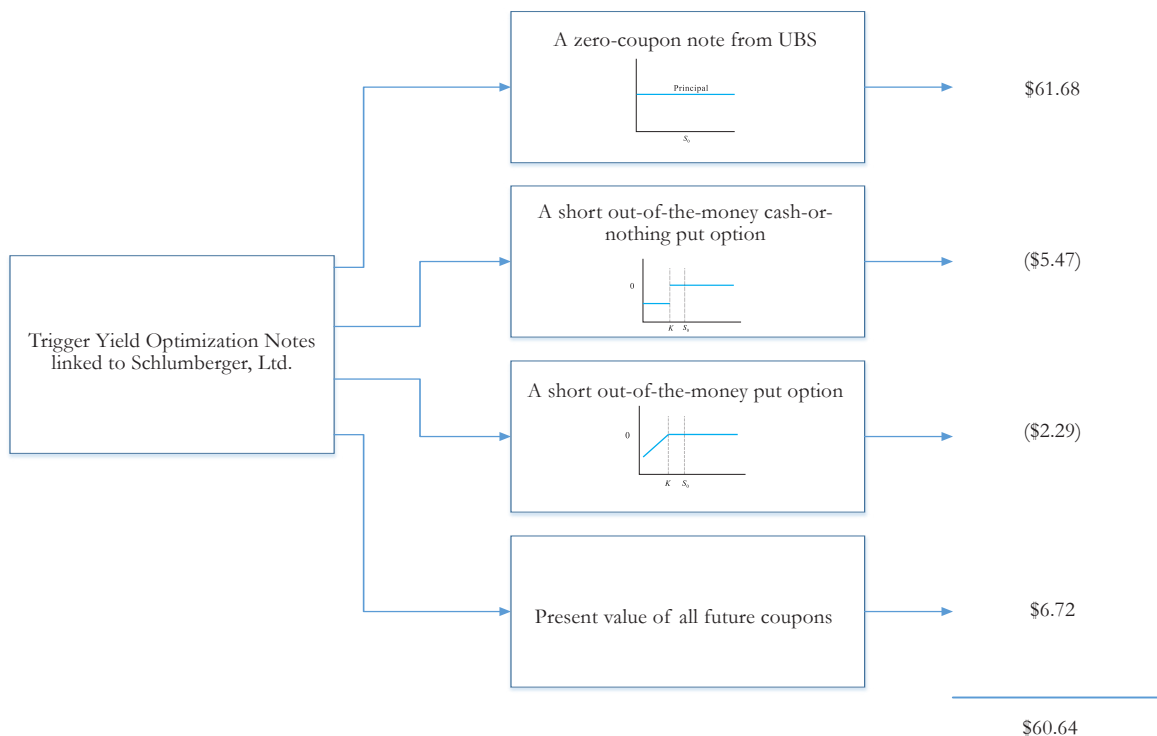 Trigger Yield Optimization Notes
linked to Schlumberger, Ltd.
A zero-coupon note from UBS
Principal
S₀
$61.68
A short out-of-the-money cash-or-
nothing put option
0
K S₀
($5.47)
A short out-of-the-money put option
0
K S₀
($2.29)
Present value of all future coupons
$6.72
$60.64